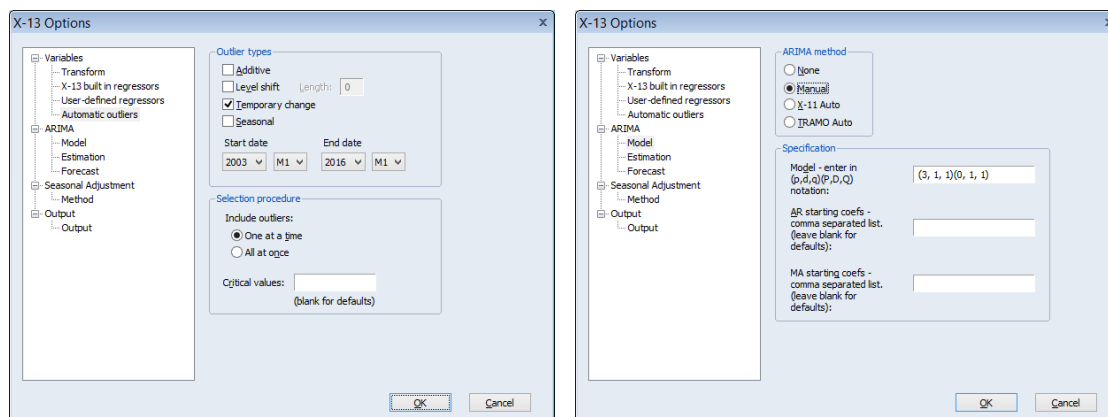 X-13 Options
x
Variables
Transform
X-13 built in regressors
User-defined regressors
Automatic outliers
ARIMA
Model
Estimation
Forecast
Seasonal Adjustment
Method
Output
Output
Outlier types
Additive
Level shift Length: 0
Temporary change
Seasonal
Start date End date
2003 M1 2016 M1
Selection procedure
Include outliers:
One at a time
All at once
Critical values:
(blank for defaults)
OK Cancel
X-13 Options
Variables
Transform
X-13 built in regressors
User-defined regressors
Automatic outliers
ARIMA
Model
Estimation
Forecast
Seasonal Adjustment
Method
Output
Output
ARIMA method
None
Manual
X-11 Auto
TRAMO Auto
Specification
Model - enter in
(p,d,q)(P,D,Q)
notation:
(3, 1, 1)(0, 1, 1)
AR starting coefs -
comma separated list.
(leave blank for
defaults):
MA starting coefs -
comma separated list.
(leave blank for
defaults):
OK Cancel